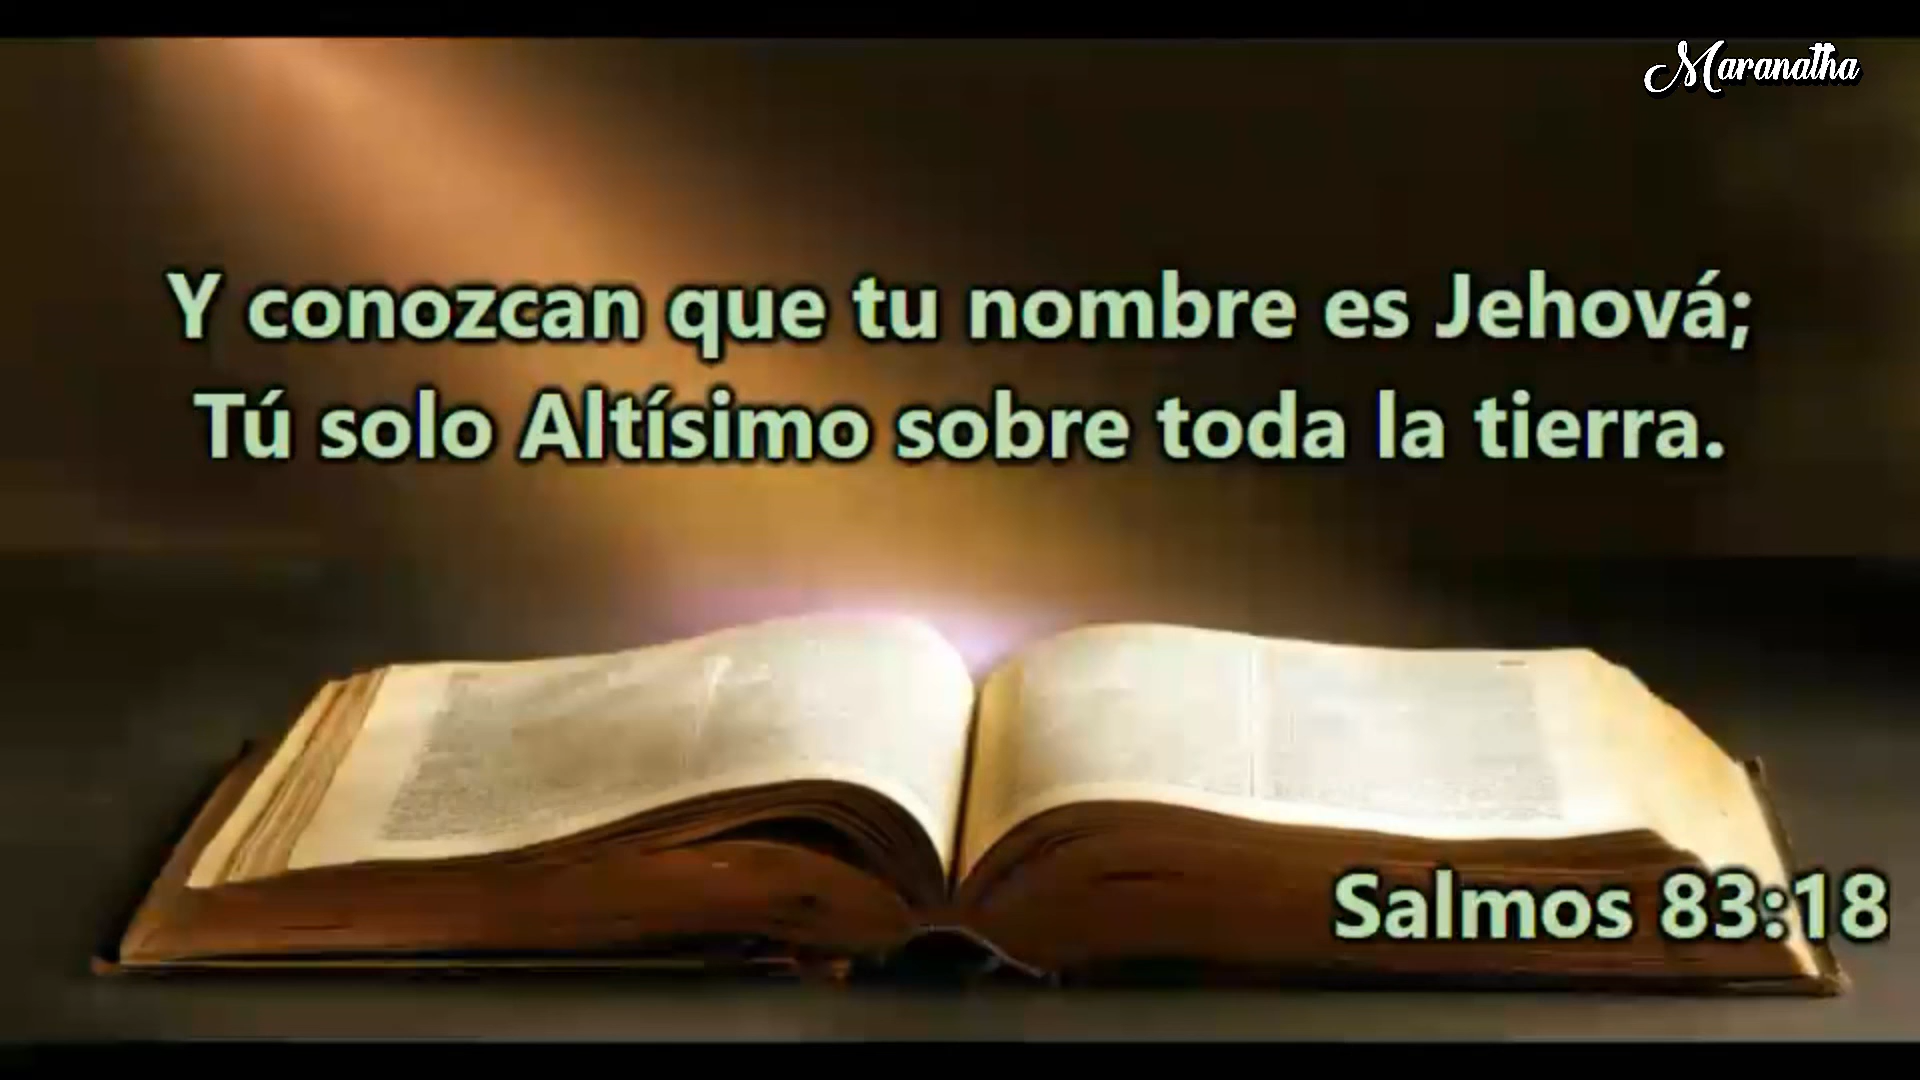 Maranatha
Y conozcan que tu nombre es Jehová;
Tú solo Altísimo sobre toda la tierra.
Salmos 83:18